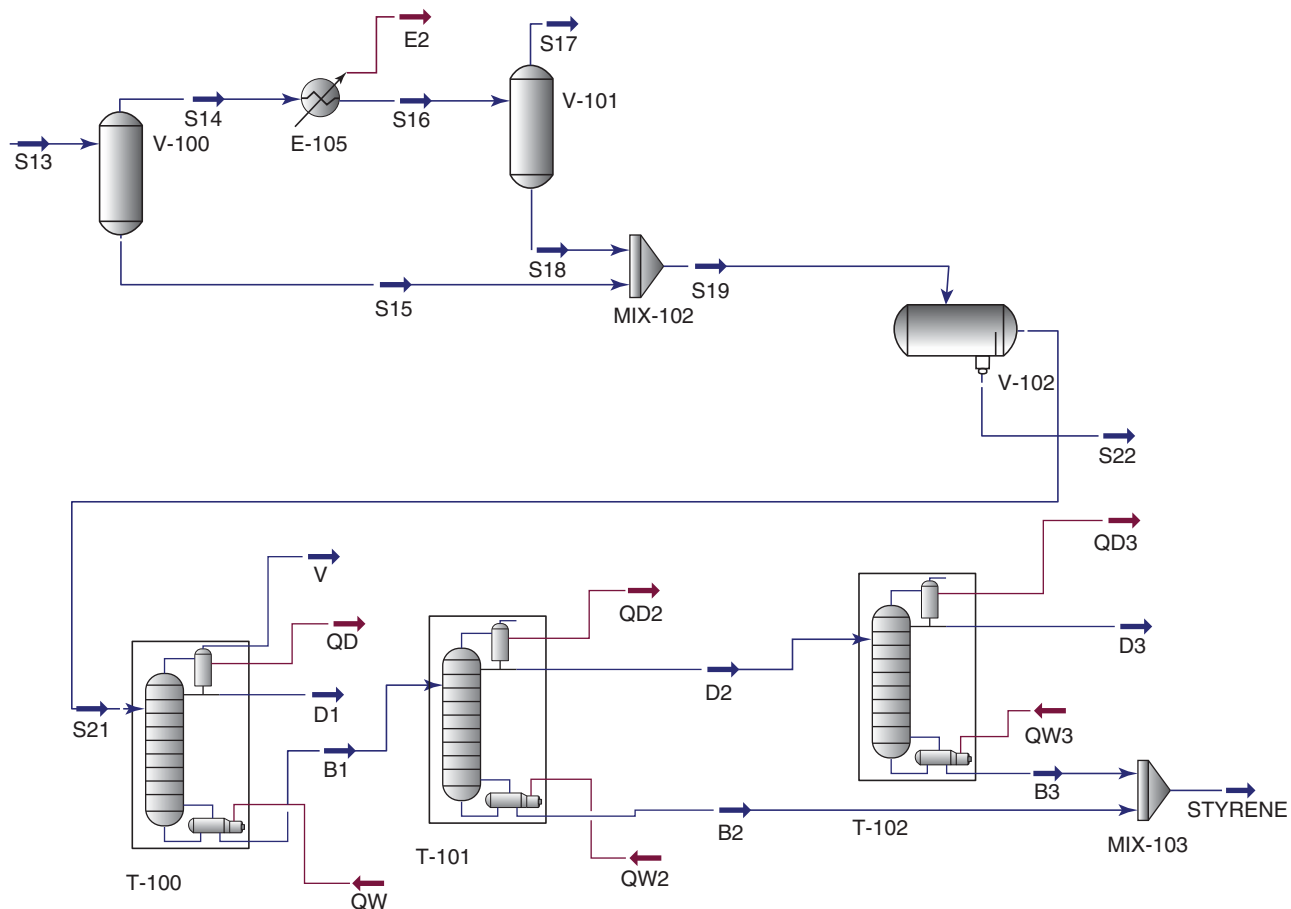 E2
S17
S14
S16
V-101
S13
V-100
E-105
S18
S19
S15
MIX-102
V-102
S22
V
QD3
QD
QD2
D3
S21
D1
D2
QW3
B1
B3
STYRENE
B2
T-102
MIX-103
T-101
T-100
QW2
QW